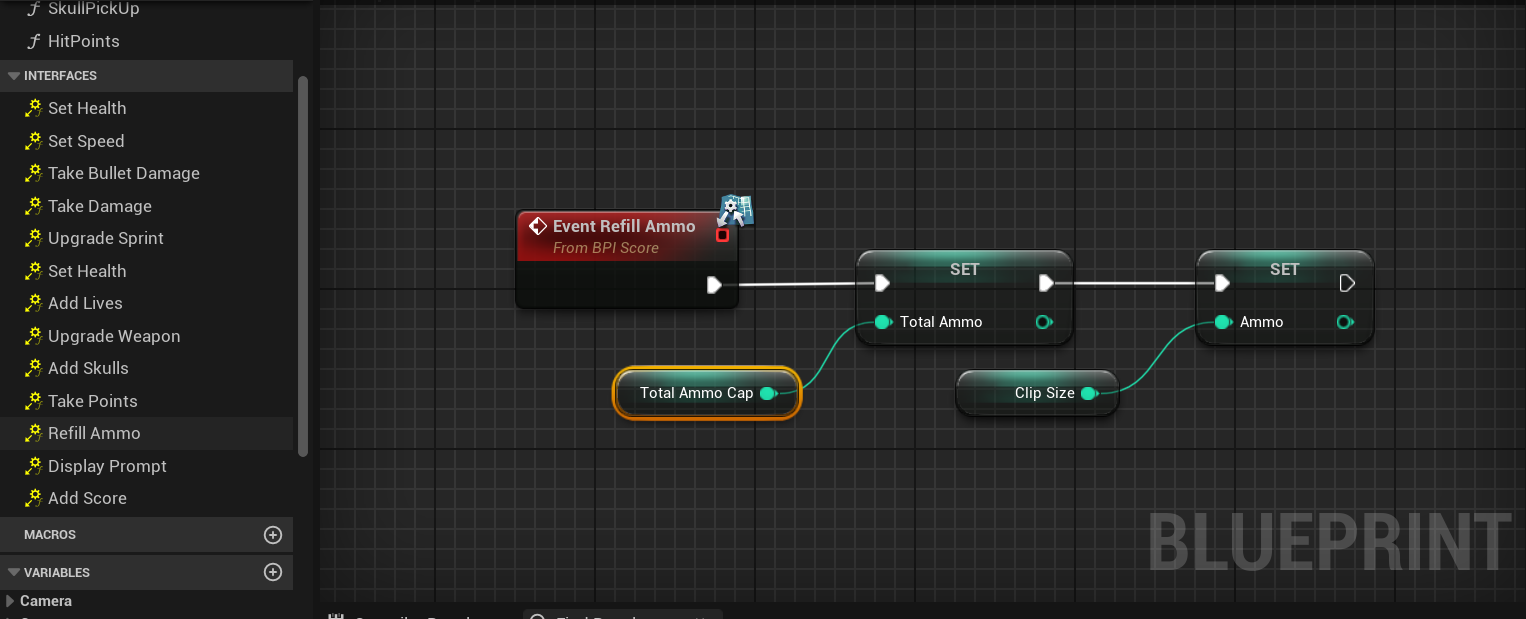 SkullPickUp
HitPoints
INTERFACES
Set Health
Set Speed
Take Bullet Damage
Take Damage
Upgrade Sprint
Set Health
Add Lives
Upgrade Weapon
Add Skulls
Take Points
Refill Ammo
Display Prompt
Add Score
MACROS
VARIABLES
Camera
Event Refill Ammo
From BPI Score
SET
Total Ammo
SET
Ammo
Total Ammo Cap
Clip Size
BLUEPRINT